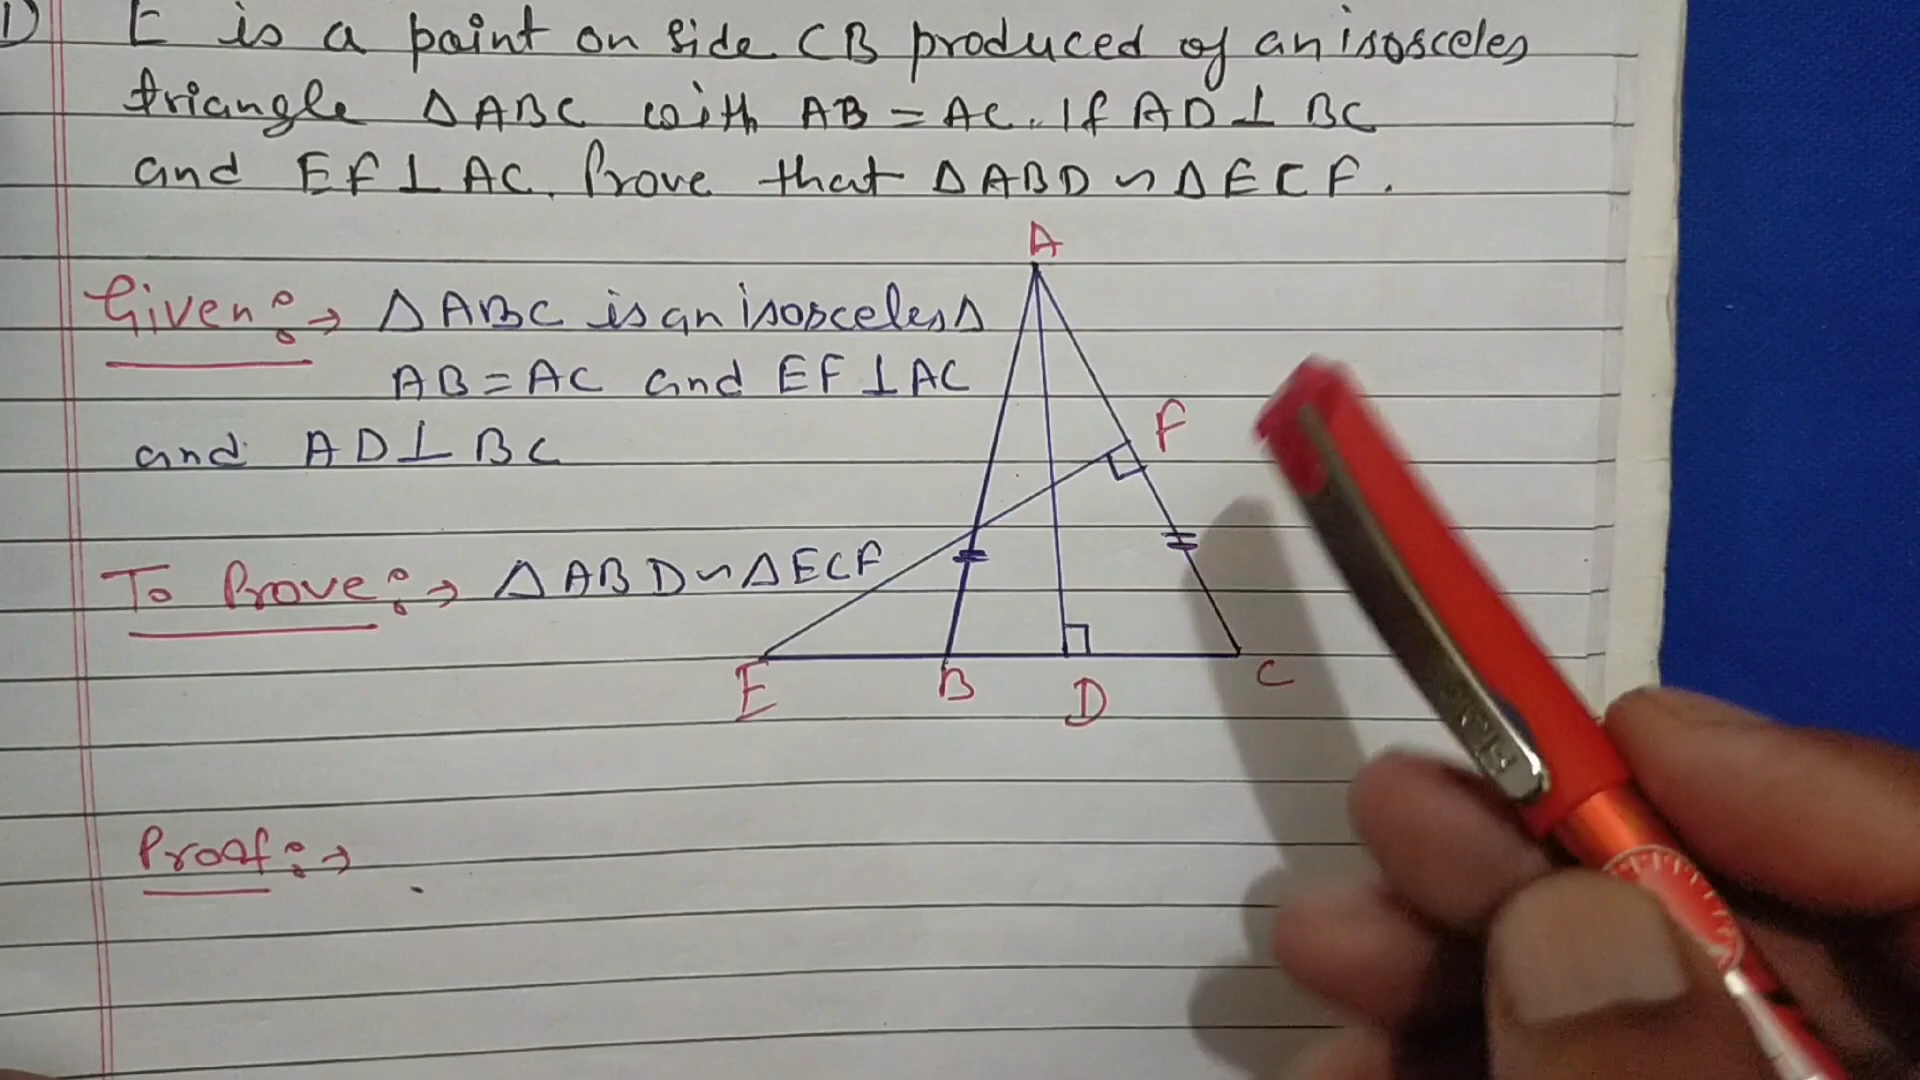 1) E is a point on side CB produced of an isosceles
triangle ΔABC with AB = AC. If AD ⊥ BC
and EF ⊥ AC. Prove that ΔABD ∽ ΔECF.
Given: → ΔABC is an isosceles Δ
AB = AC and EF ⊥ AC
and AD ⊥ BC
To Prove: → ΔABD ∽ ΔECF
A
F
E B D C
Proof: →